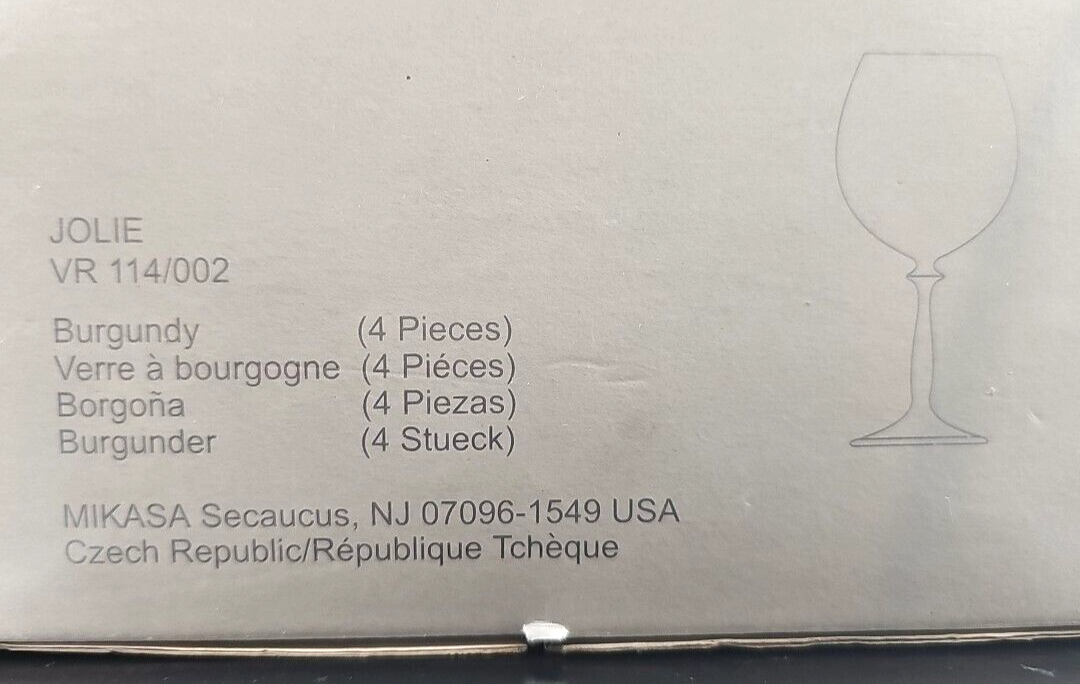 JOLIE
VR 114/002
Burgundy (4 Pieces)
Verre à bourgogne (4 Piéces)
Borgoña (4 Piezas)
Burgunder (4 Stueck)
MIKASA Secaucus, NJ 07096-1549 USA
Czech Republic/République Tchèque